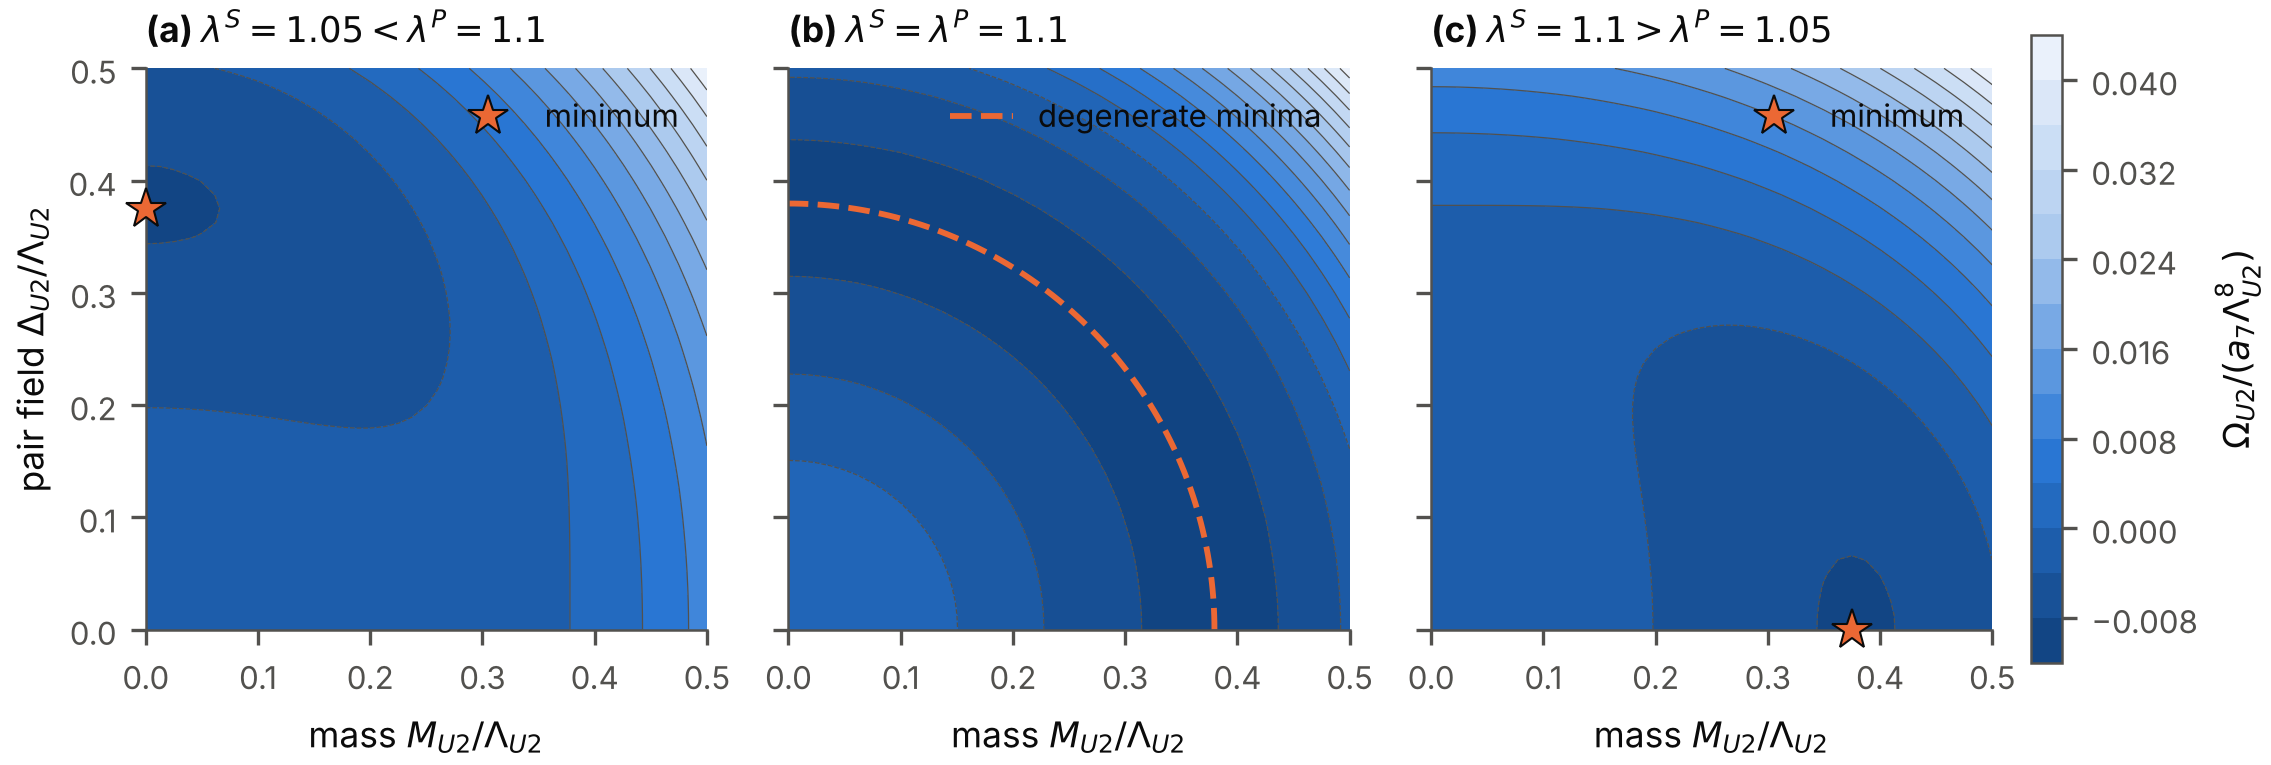 (a) λ^S = 1.05 < λ^P = 1.1
(b) λ^S = λ^P = 1.1
(c) λ^S = 1.1 > λ^P = 1.05
minimum
degenerate minima
minimum
pair field Δ_U2/Λ_U2
0.5
0.4
0.3
0.2
0.1
0.0
0.0 0.1 0.2 0.3 0.4 0.5
0.0 0.1 0.2 0.3 0.4 0.5
0.0 0.1 0.2 0.3 0.4 0.5
mass M_U2/Λ_U2
mass M_U2/Λ_U2
mass M_U2/Λ_U2
0.040
0.032
0.024
0.016
0.008
0.000
−0.008
Ω_U2/(a_7Λ^8_U2)